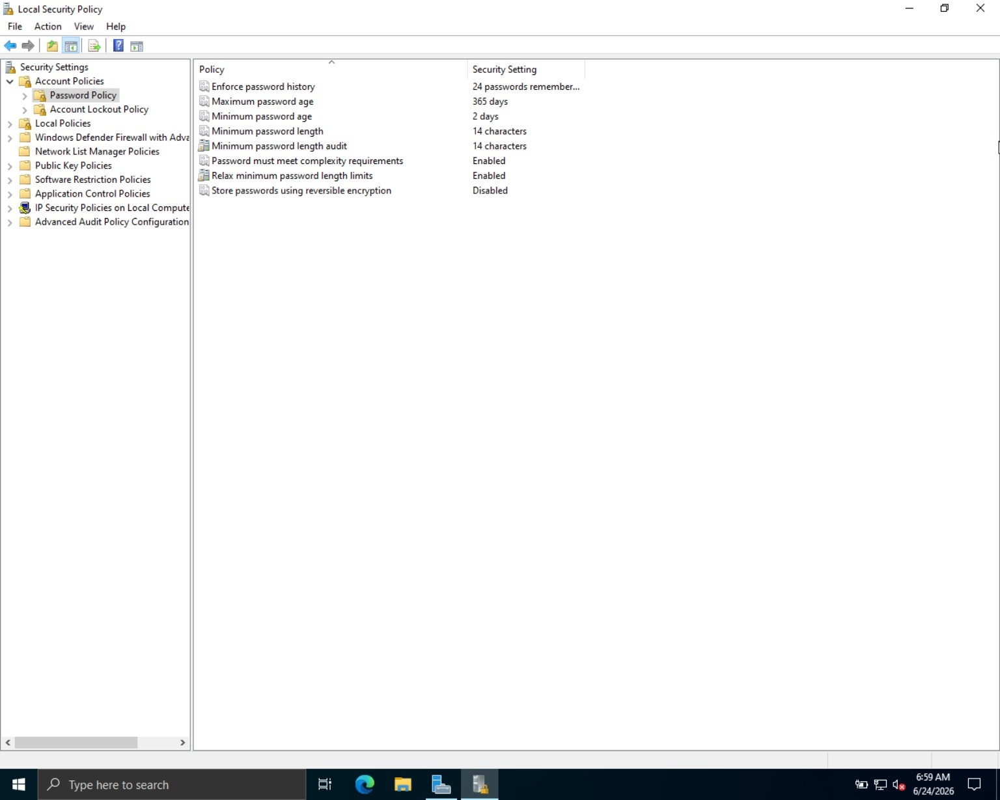 Local Security Policy
File Action View Help
Security Settings
Account Policies
Password Policy
Account Lockout Policy
Local Policies
Windows Defender Firewall with Adva
Network List Manager Policies
Public Key Policies
Software Restriction Policies
Application Control Policies
IP Security Policies on Local Compute
Advanced Audit Policy Configuration
Policy Security Setting
Enforce password history 24 passwords remember...
Maximum password age 365 days
Minimum password age 2 days
Minimum password length 14 characters
Minimum password length audit 14 characters
Password must meet complexity requirements Enabled
Relax minimum password length limits Enabled
Store passwords using reversible encryption Disabled
Type here to search
6:59 AM
6/24/2026